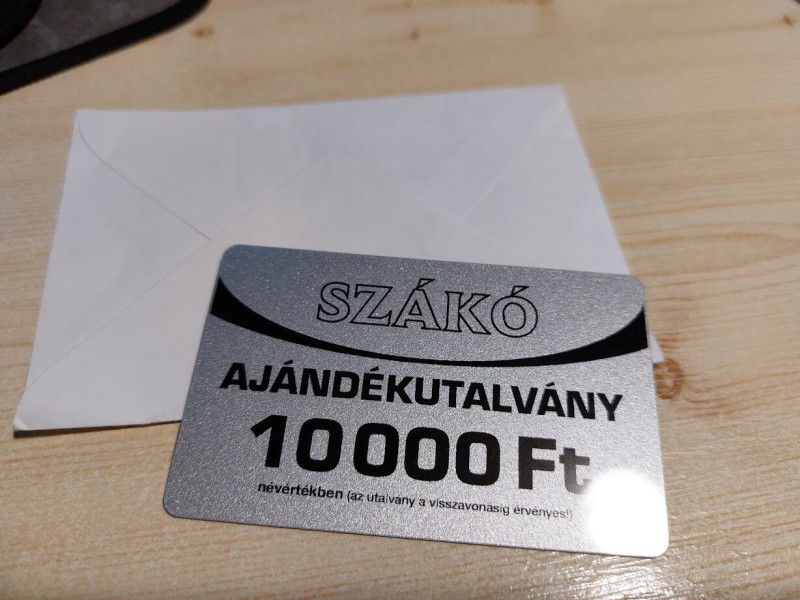 SZÁKÓ
AJÁNDÉKUTALVÁNY
10 000 Ft
névértékben (az utalvány a visszavonásig érvényes!)